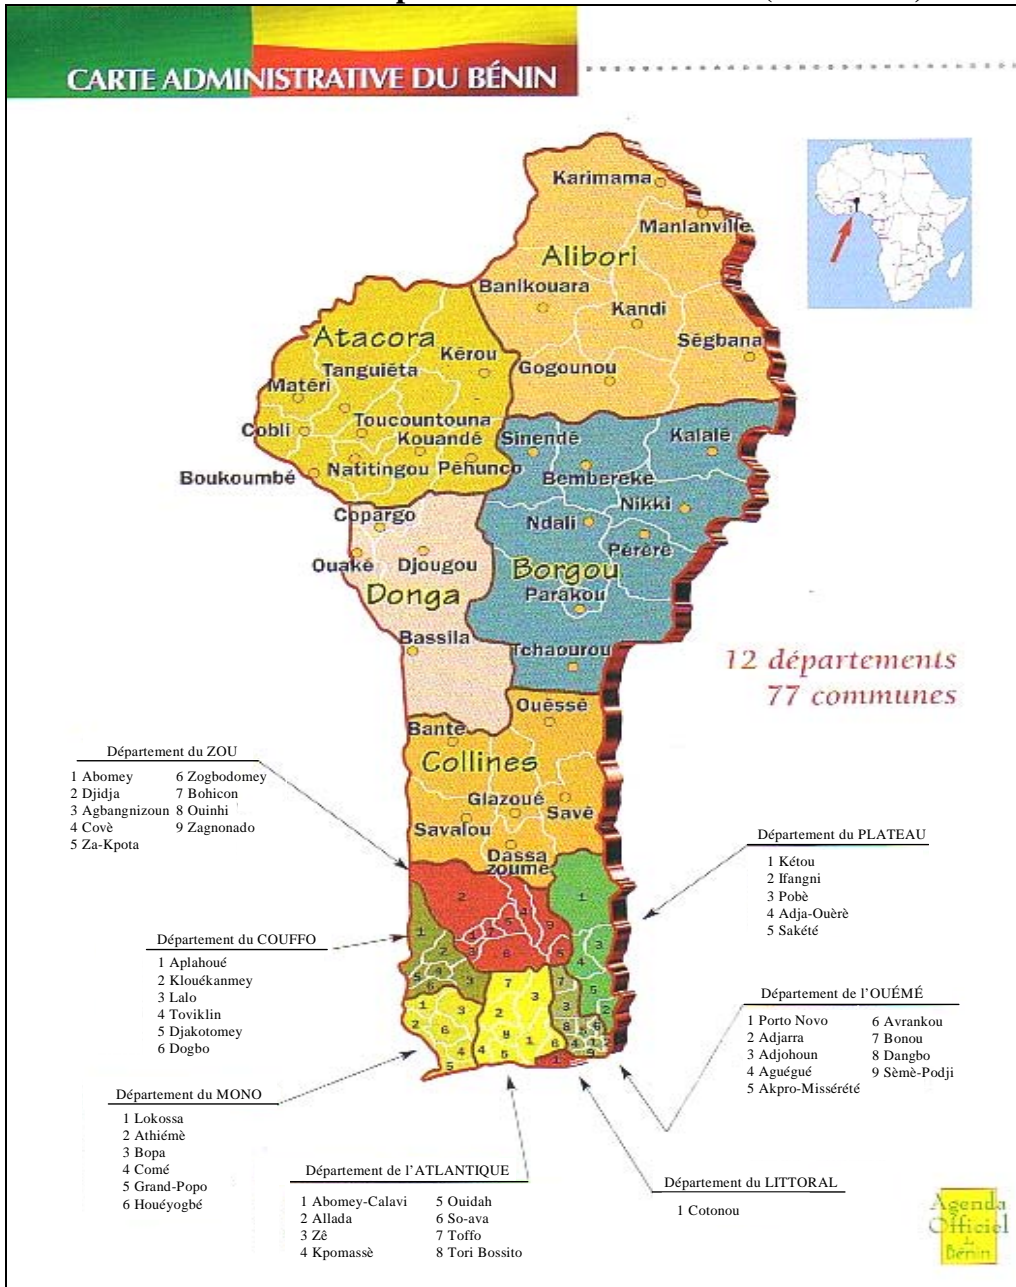 CARTE ADMINISTRATIVE DU BÉNIN
Karimama
Manlanville
Alibori
Banikouara
Kandi
Ségbana
Gogounou
Atacora
Kérou
Tanguiéta
Matéri
Toucountouna
Cobli
Kouandé
Natitingou
Péhunco
Boukoumbé
Sinendé
Kalalé
Bembereke
Nikki
Ndali
Pérérè
Borgou
Parakou
Tchaourou
Copargo
Ouaké
Djougou
Donga
Bassila
12 départements
77 communes
Ouéssé
Bante
Collines
Glazoué
Savé
Savalou
Dassa
zoumé
Département du ZOU
1 Abomey
2 Djidja
3 Agbangnizoun
4 Covè
5 Za-Kpota
6 Zogbodomey
7 Bohicon
8 Ouinhi
9 Zagnonado
Département du PLATEAU
1 Kétou
2 Ifangni
3 Pobè
4 Adja-Ouèrè
5 Sakété
Département du COUFFO
1 Aplahoué
2 Klouékanmey
3 Lalo
4 Toviklin
5 Djakotomey
6 Dogbo
Département de l'OUÉMÉ
1 Porto Novo
2 Adjarra
3 Adjohoun
4 Aguégué
5 Akpro-Missérété
6 Avrankou
7 Bonou
8 Dangbo
9 Sèmè-Podji
Département du MONO
1 Lokossa
2 Athiémè
3 Bopa
4 Comé
5 Grand-Popo
6 Houéyogbé
Département de l'ATLANTIQUE
1 Abomey-Calavi
2 Allada
3 Zê
4 Kpomassè
5 Ouidah
6 So-ava
7 Toffo
8 Tori Bossito
Département du LITTORAL
1 Cotonou
Agenda
Officiel
du
Bénin